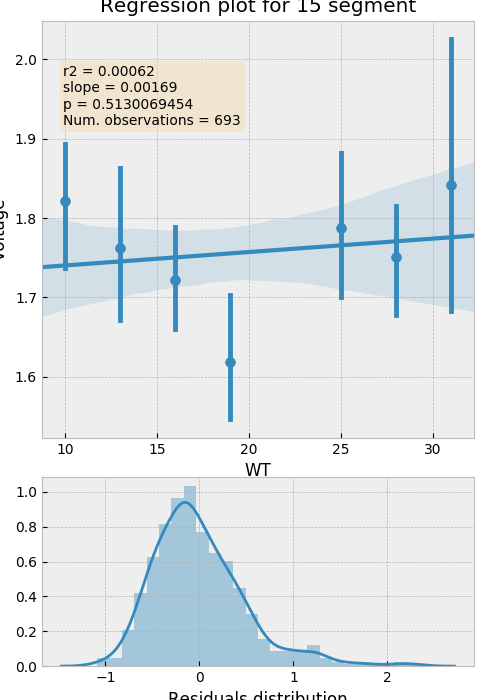 Regression plot for 15 segment
2.0
r2 = 0.00062
slope = 0.00169
p = 0.5130069454
Num. observations = 693
1.9
1.8
Voltage
1.7
1.6
10 15 20 25 30
WT
1.0
0.8
0.6
0.4
0.2
0.0
−1 0 1 2
Residuals distribution